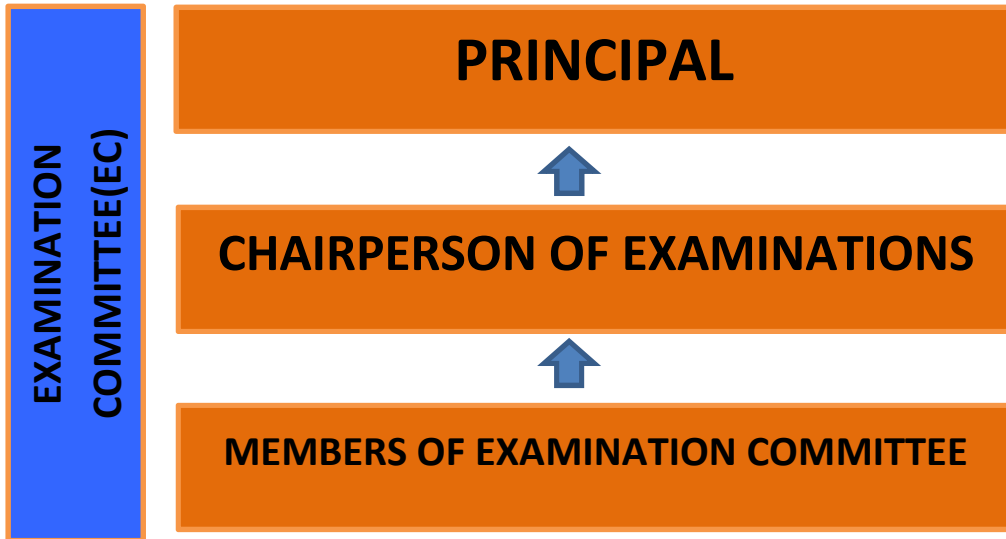 EXAMINATION
COMMITTEE(EC)
PRINCIPAL
CHAIRPERSON OF EXAMINATIONS
MEMBERS OF EXAMINATION COMMITTEE